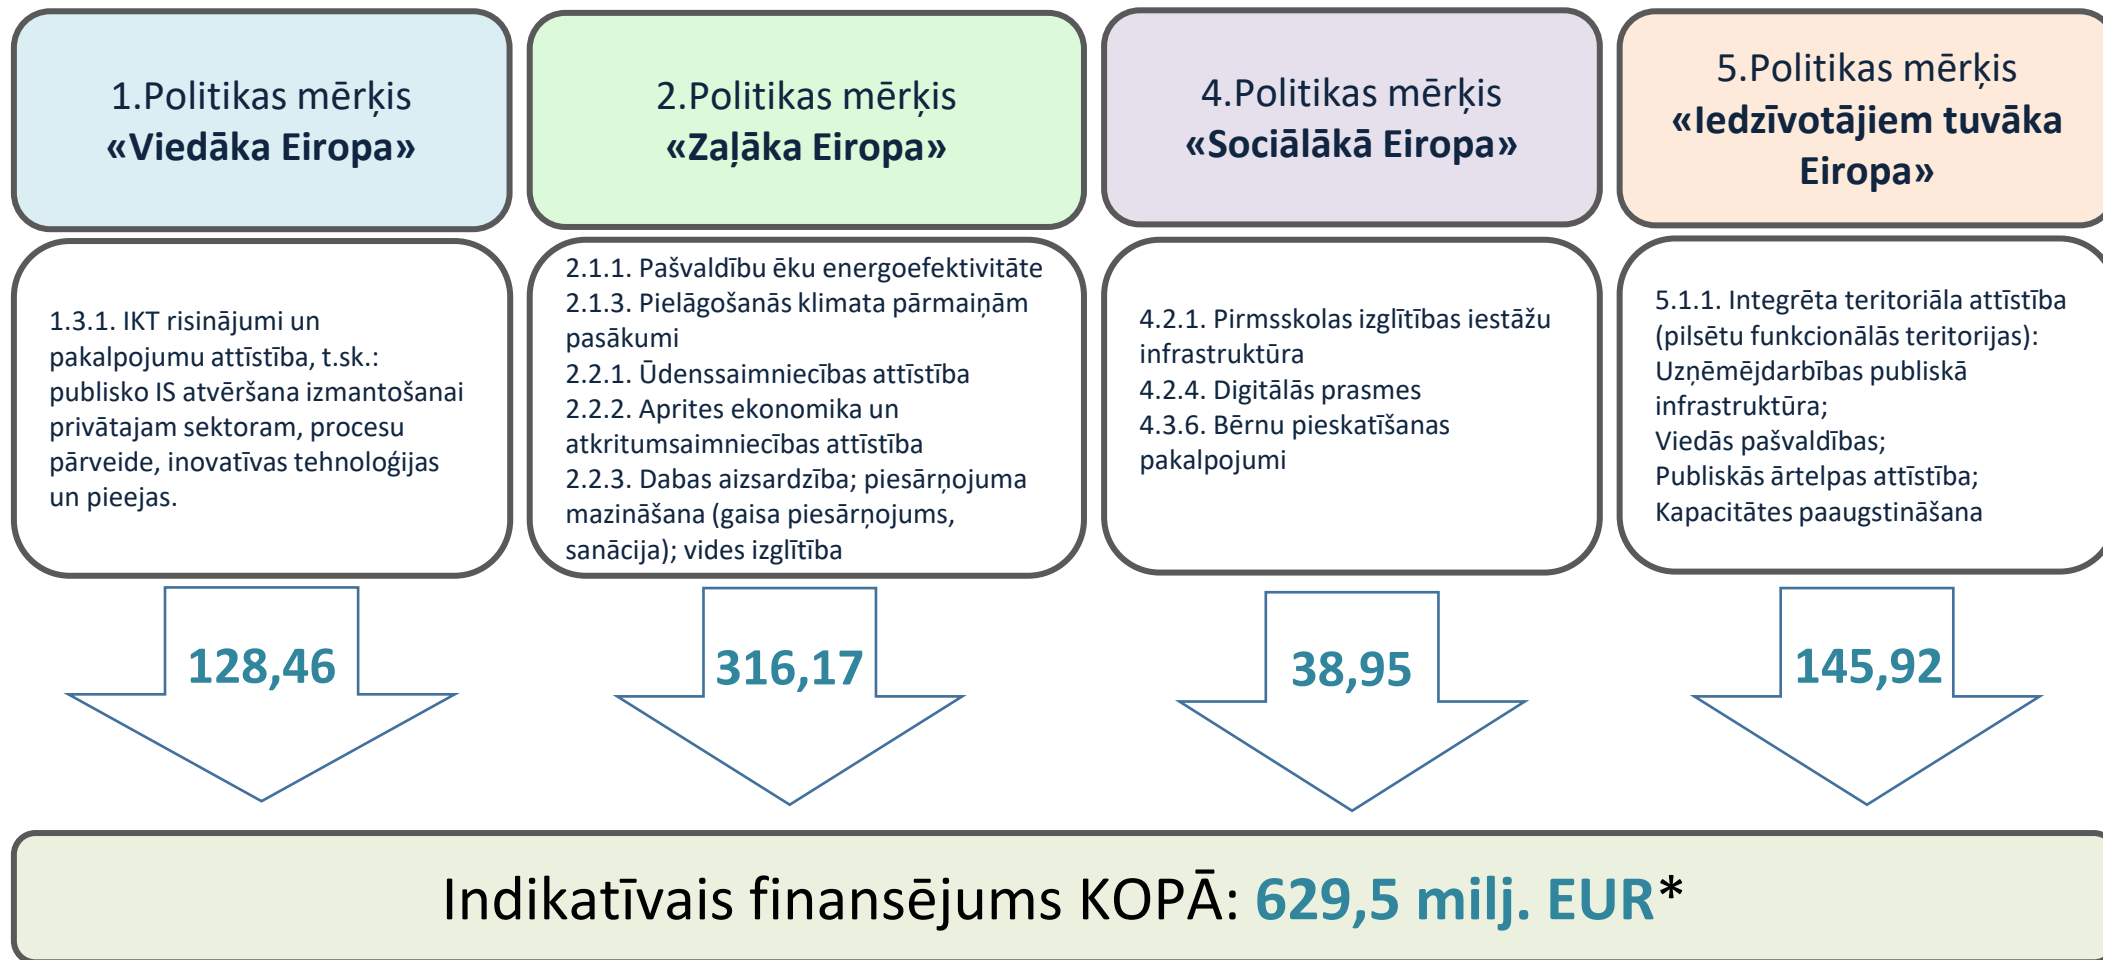 1.Politikas mērķis
«Viedāka Eiropa»
2.Politikas mērķis
«Zaļāka Eiropa»
4.Politikas mērķis
«Sociālākā Eiropa»
5.Politikas mērķis
«Iedzīvotājiem tuvāka
Eiropa»
1.3.1. IKT risinājumi un
pakalpojumu attīstība, t.sk.:
publisko IS atvēršana izmantošanai
privātajam sektoram, procesu
pārveide, inovatīvas tehnoloģijas
un pieejas.
2.1.1. Pašvaldību ēku energoefektivitāte
2.1.3. Pielāgošanās klimata pārmaiņām
pasākumi
2.2.1. Ūdenssaimniecības attīstība
2.2.2. Aprites ekonomika un
atkritumsaimniecības attīstība
2.2.3. Dabas aizsardzība; piesārņojuma
mazināšana (gaisa piesārņojums,
sanācija); vides izglītība
4.2.1. Pirmsskolas izglītības iestāžu
infrastruktūra
4.2.4. Digitālās prasmes
4.3.6. Bērnu pieskatīšanas
pakalpojumi
5.1.1. Integrēta teritoriāla attīstība
(pilsētu funkcionālās teritorijas):
Uzņēmējdarbības publiskā
infrastruktūra;
Viedās pašvaldības;
Publiskās ārtelpas attīstība;
Kapacitātes paaugstināšana
128,46
316,17
38,95
145,92
Indikatīvais finansējums KOPĀ: 629,5 milj. EUR*